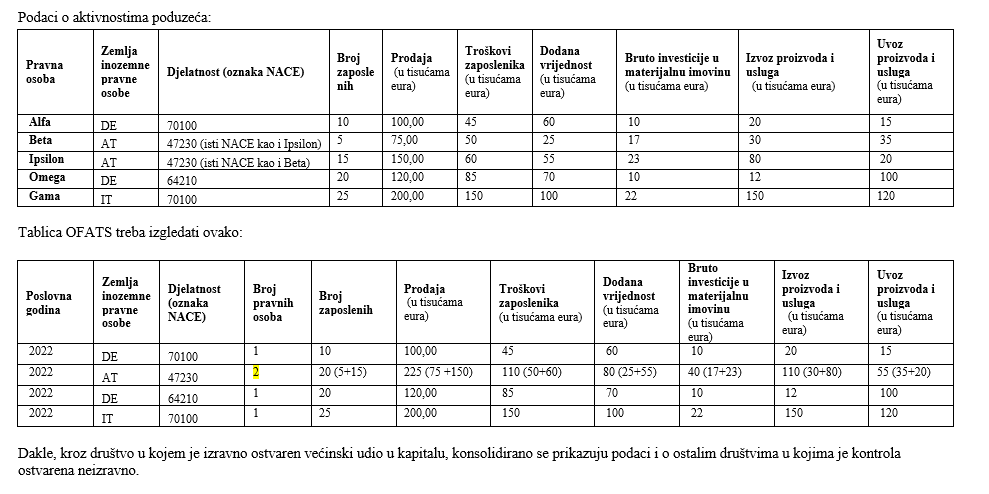 Podaci o aktivnostima poduzeća:
Pravna osoba | Zemlja inozemne pravne osobe | Djelatnost (oznaka NACE) | Broj zaposle nih | Prodaja (u tisućama eura) | Troškovi zaposlenika (u tisućama eura) | Dodana vrijednost (u tisućama eura) | Bruto investicije u materijalnu imovinu (u tisućama eura) | Izvoz proizvoda i usluga (u tisućama eura) | Uvoz proizvoda i usluga (u tisućama eura)
Alfa | DE | 70100 | 10 | 100,00 | 45 | 60 | 10 | 20 | 15
Beta | AT | 47230 (isti NACE kao i Ipsilon) | 5 | 75,00 | 50 | 25 | 17 | 30 | 35
Ipsilon | AT | 47230 (isti NACE kao i Beta) | 15 | 150,00 | 60 | 55 | 23 | 80 | 20
Omega | DE | 64210 | 20 | 120,00 | 85 | 70 | 10 | 12 | 100
Gama | IT | 70100 | 25 | 200,00 | 150 | 100 | 22 | 150 | 120
Tablica OFATS treba izgledati ovako:
Poslovna godina | Zemlja inozemne pravne osobe | Djelatnost (oznaka NACE) | Broj pravnih osoba | Broj zaposlenih | Prodaja (u tisućama eura) | Troškovi zaposlenika (u tisućama eura) | Dodana vrijednost (u tisućama eura) | Bruto investicije u materijalnu imovinu (u tisućama eura) | Izvoz proizvoda i usluga (u tisućama eura) | Uvoz proizvoda i usluga (u tisućama eura)
2022 | DE | 70100 | 1 | 10 | 100,00 | 45 | 60 | 10 | 20 | 15
2022 | AT | 47230 | 2 | 20 (5+15) | 225 (75 +150) | 110 (50+60) | 80 (25+55) | 40 (17+23) | 110 (30+80) | 55 (35+20)
2022 | DE | 64210 | 1 | 20 | 120,00 | 85 | 70 | 10 | 12 | 100
2022 | IT | 70100 | 1 | 25 | 200,00 | 150 | 100 | 22 | 150 | 120
Dakle, kroz društvo u kojem je izravno ostvaren većinski udio u kapitalu, konsolidirano se prikazuju podaci i o ostalim društvima u kojima je kontrola
ostvarena neizravno.